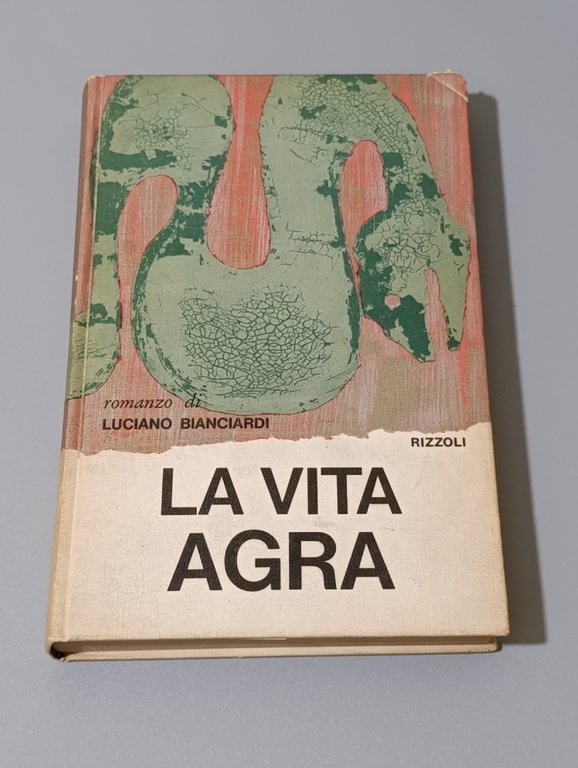 romanzo di
LUCIANO BIANCIARDI
RIZZOLI
LA VITA
AGRA